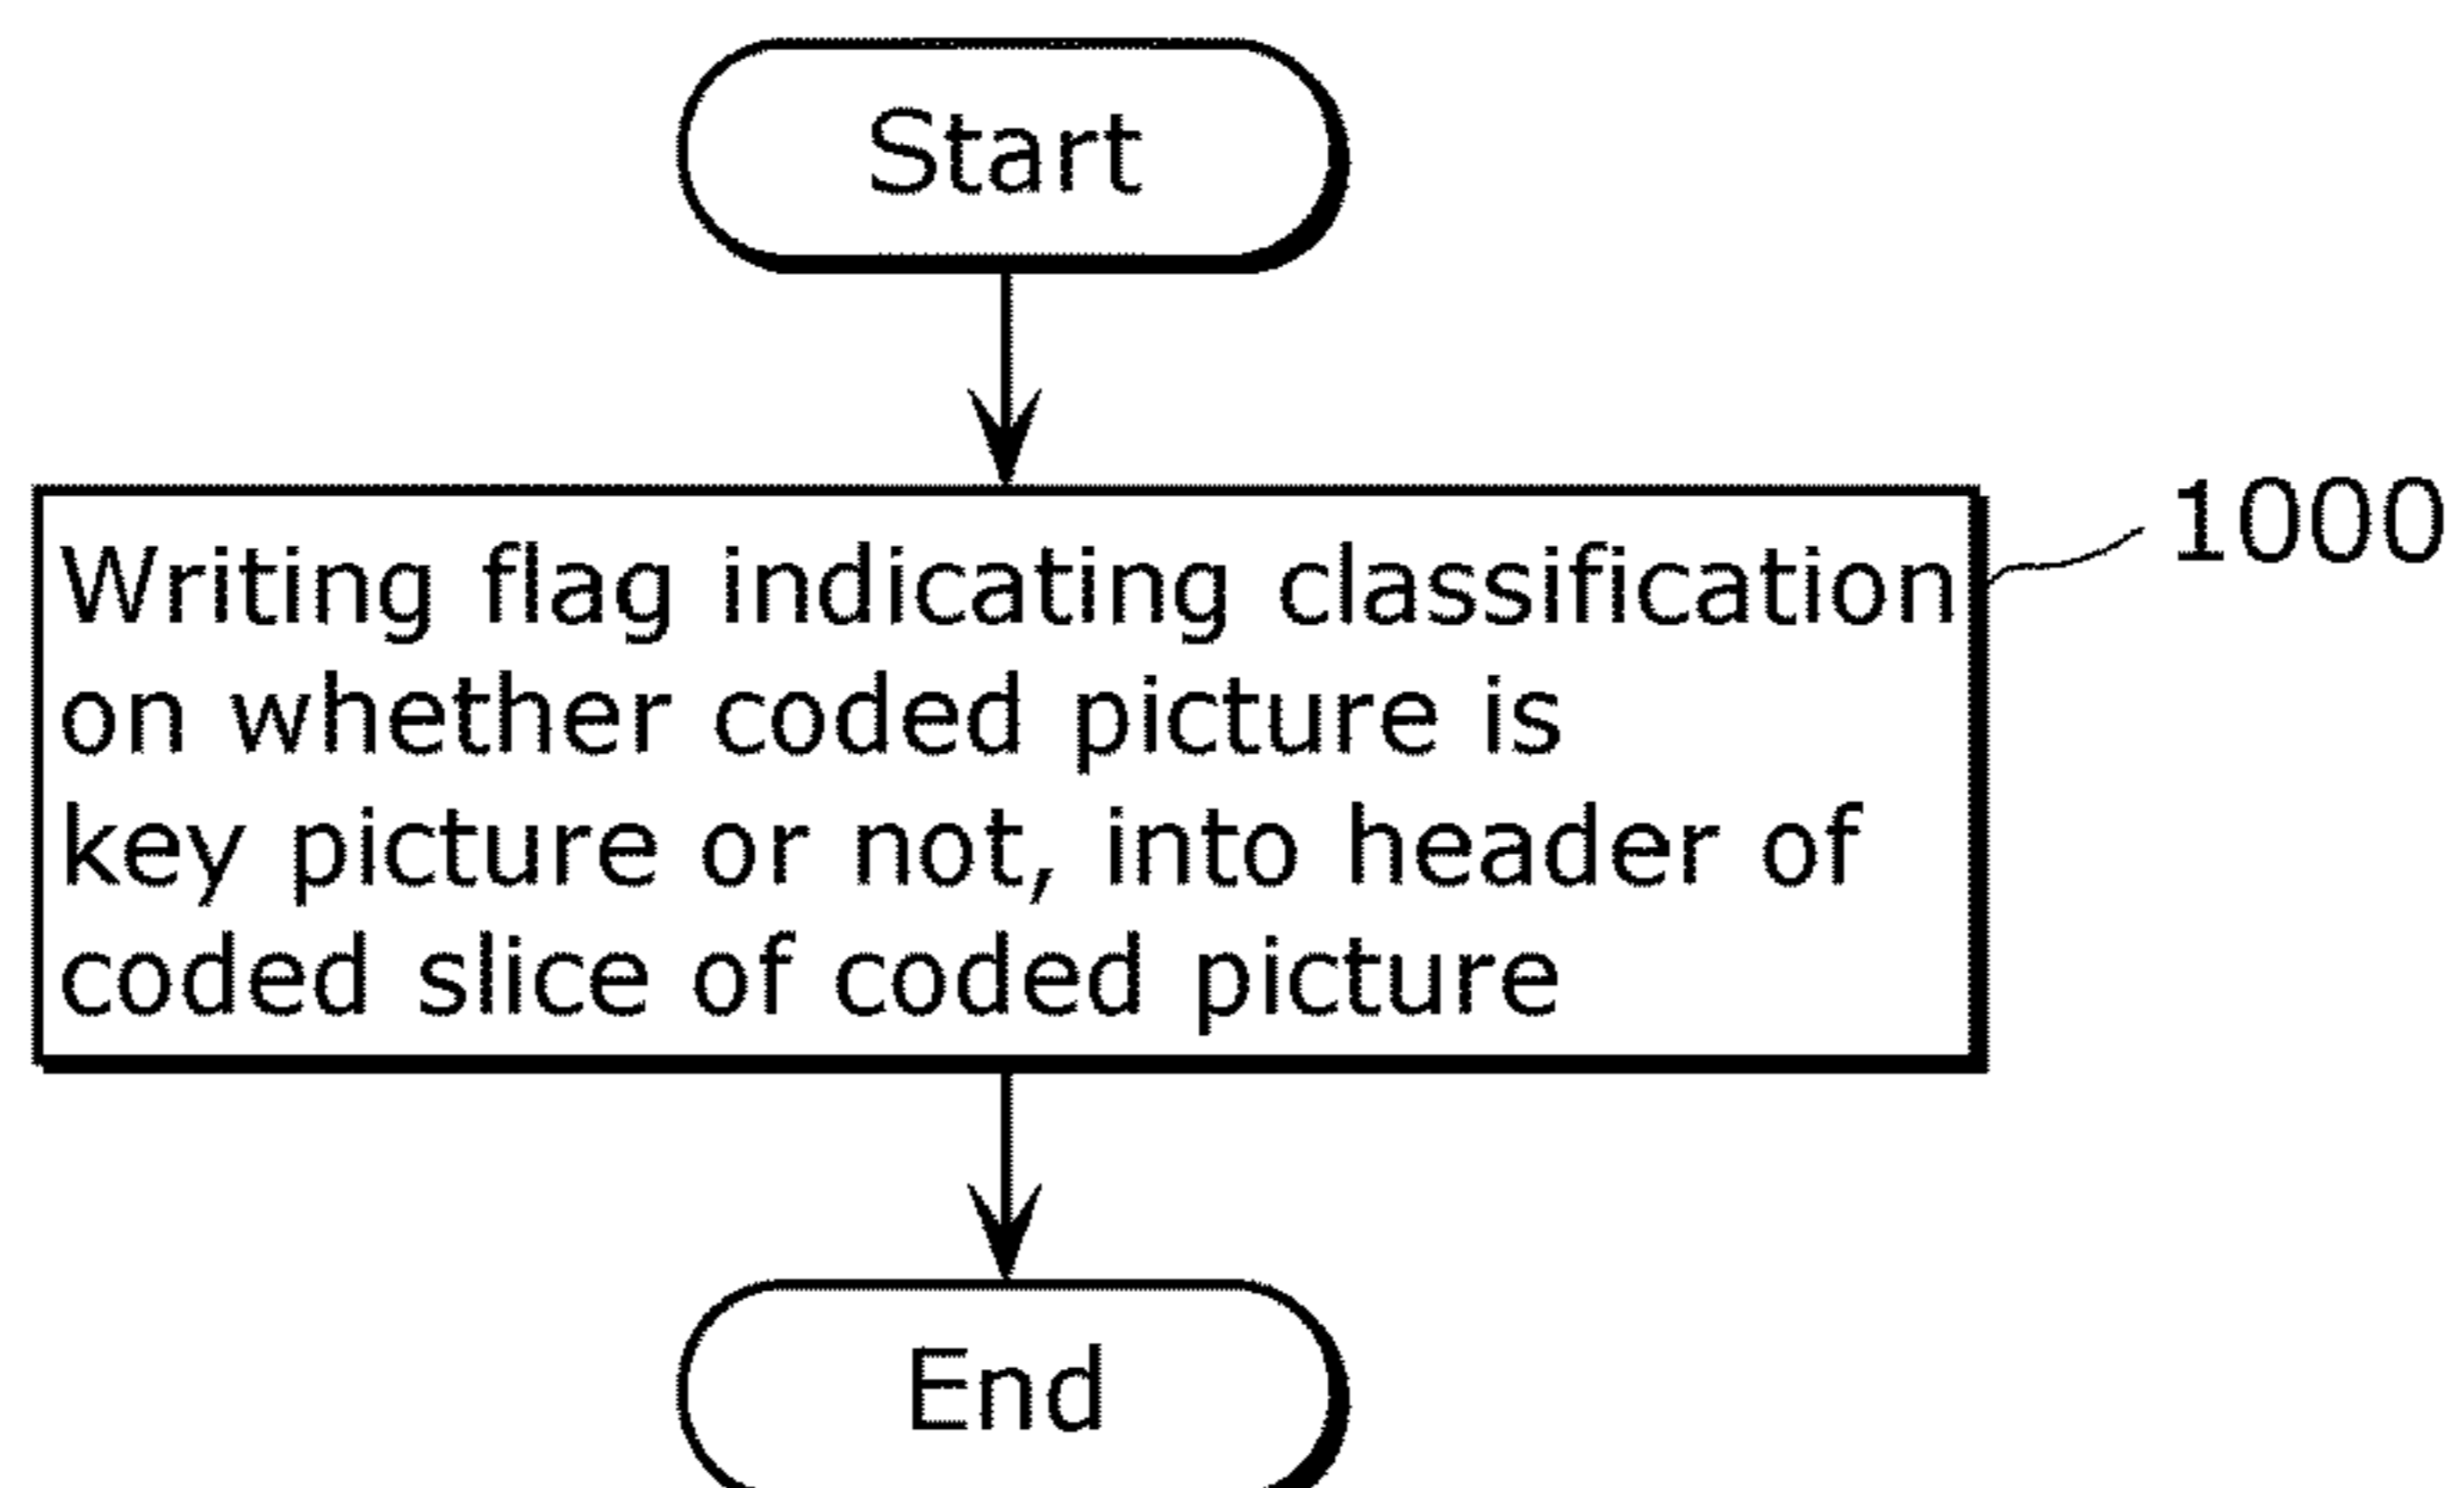 Start
1000
Writing flag indicating classification
on whether coded picture is
key picture or not, into header of
coded slice of coded picture
End